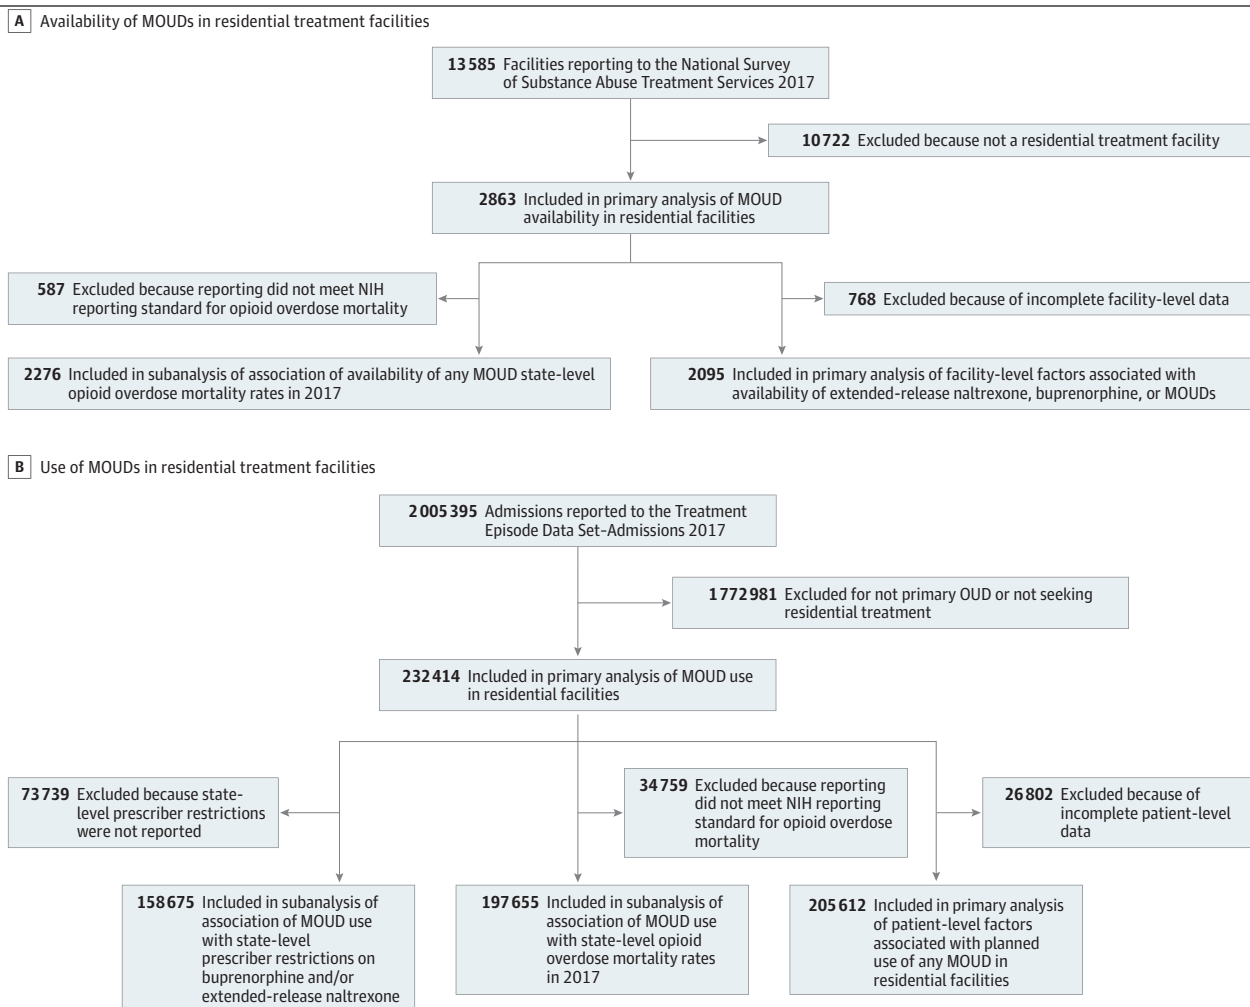 A Availability of MOUDs in residential treatment facilities
13 585 Facilities reporting to the National Survey
of Substance Abuse Treatment Services 2017
10 722 Excluded because not a residential treatment facility
2863 Included in primary analysis of MOUD
availability in residential facilities
587 Excluded because reporting did not meet NIH
reporting standard for opioid overdose mortality
768 Excluded because of incomplete facility-level data
2276 Included in subanalysis of association of availability of any MOUD state-level
opioid overdose mortality rates in 2017
2095 Included in primary analysis of facility-level factors associated with
availability of extended-release naltrexone, buprenorphine, or MOUDs
B Use of MOUDs in residential treatment facilities
2 005 395 Admissions reported to the Treatment
Episode Data Set–Admissions 2017
1 772 981 Excluded for not primary OUD or not seeking
residential treatment
232 414 Included in primary analysis of MOUD use
in residential facilities
73 739 Excluded because state-
level prescriber restrictions
were not reported
34 759 Excluded because reporting
did not meet NIH reporting
standard for opioid overdose
mortality
26 802 Excluded because of
incomplete patient-level
data
158 675 Included in subanalysis of
association of MOUD use
with state-level
prescriber restrictions on
buprenorphine and/or
extended-release naltrexone
197 655 Included in subanalysis of
association of MOUD use
with state-level opioid
overdose mortality rates
in 2017
205 612 Included in primary analysis
of patient-level factors
associated with planned
use of any MOUD in
residential facilities